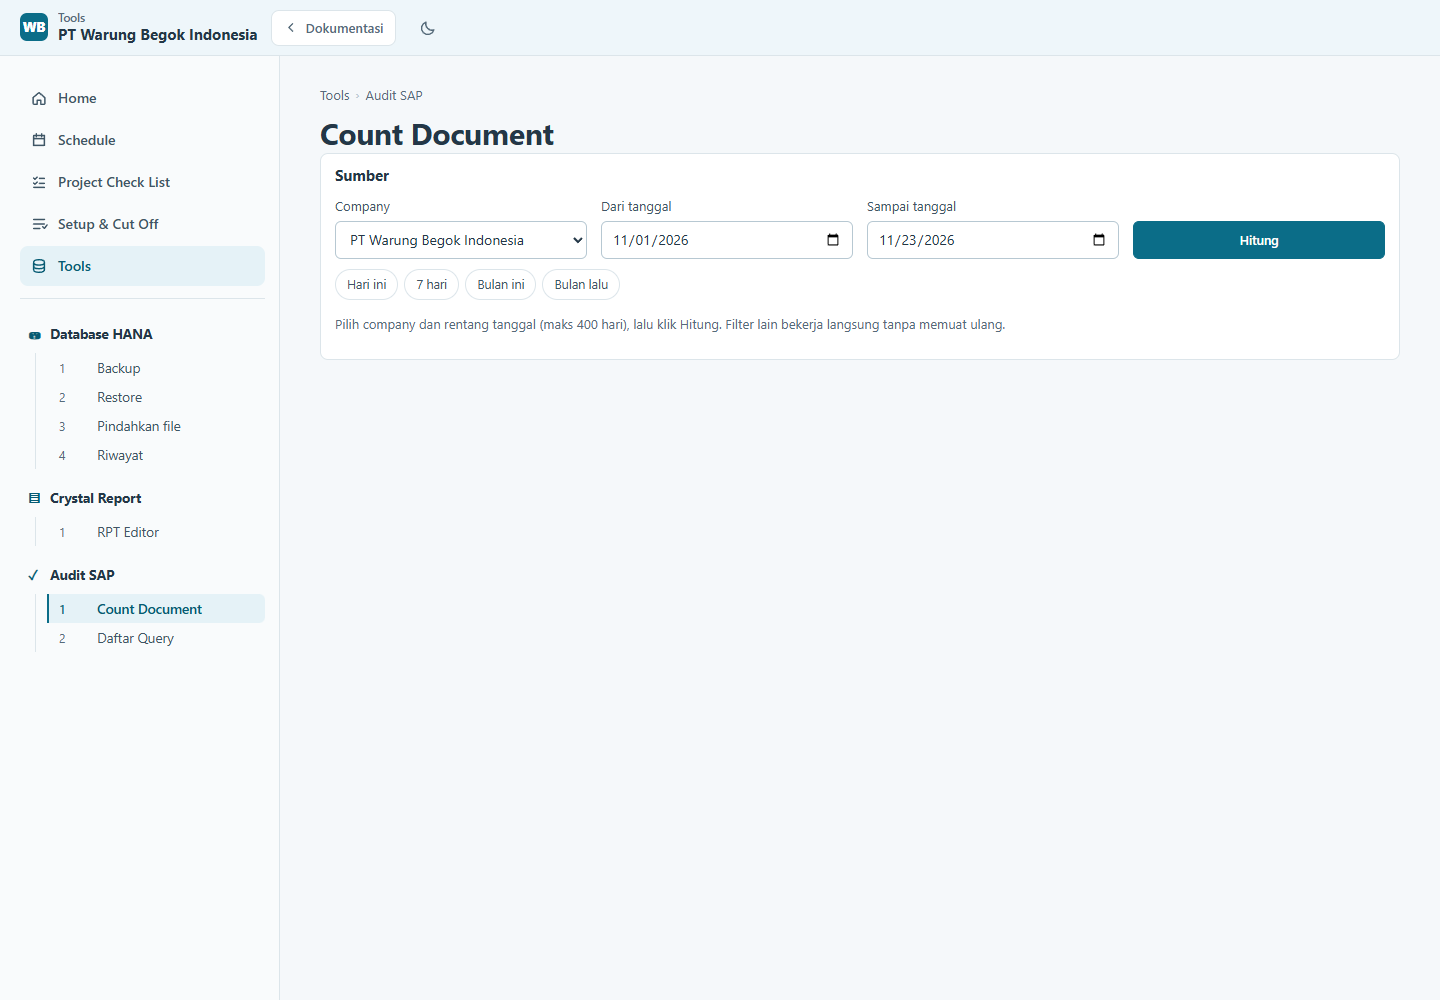 WB
Tools
PT Warung Begok Indonesia
Dokumentasi
Home
Schedule
Project Check List
Setup & Cut Off
Tools
Database HANA
1 Backup
2 Restore
3 Pindahkan file
4 Riwayat
Crystal Report
1 RPT Editor
Audit SAP
1 Count Document
2 Daftar Query
Tools › Audit SAP
Count Document
Sumber
Company Dari tanggal Sampai tanggal
PT Warung Begok Indonesia 11/01/2026 11/23/2026 Hitung
Hari ini 7 hari Bulan ini Bulan lalu
Pilih company dan rentang tanggal (maks 400 hari), lalu klik Hitung. Filter lain bekerja langsung tanpa memuat ulang.